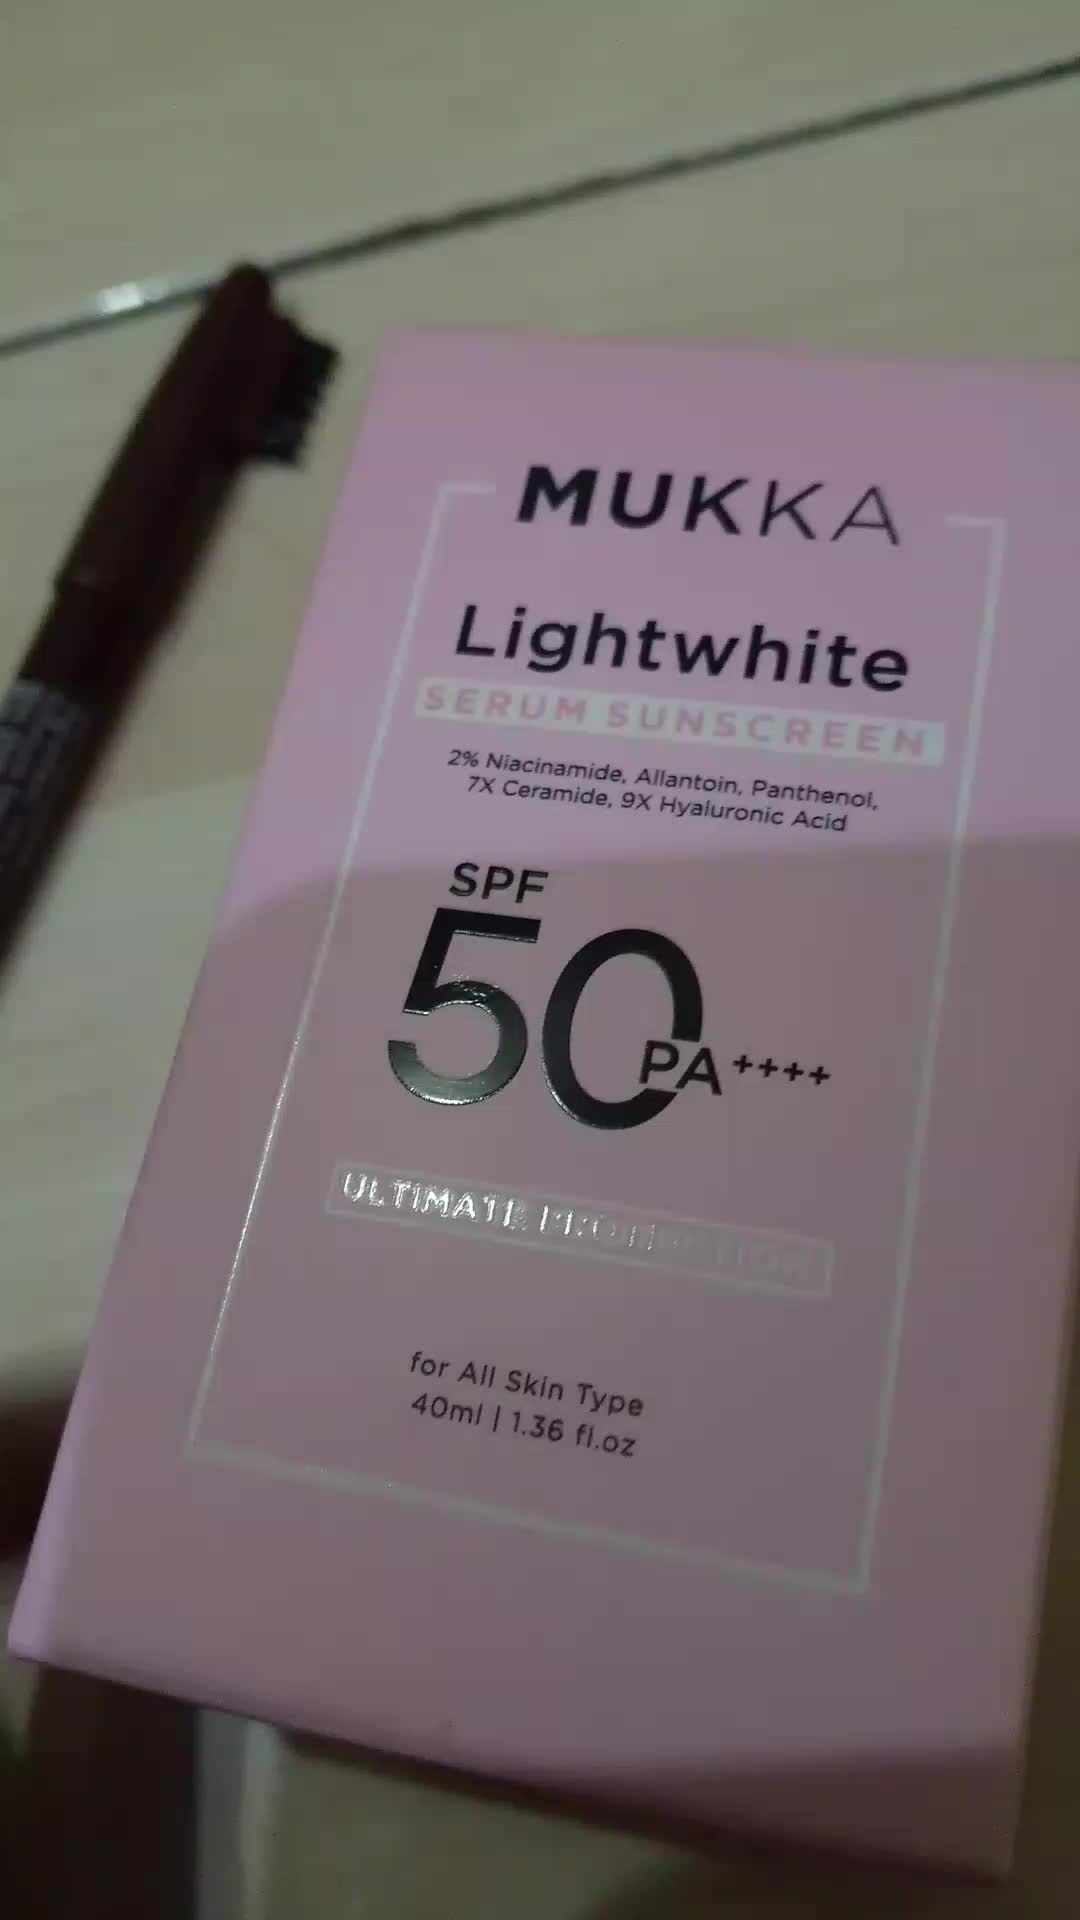 MUKKA
Lightwhite
SERUM SUNSCREEN
2% Niacinamide, Allantoin, Panthenol,
7X Ceramide, 9X Hyaluronic Acid
SPF
50
PA++++
ULTIMATE PROTECTION
for All Skin Type
40ml | 1.36 fl.oz